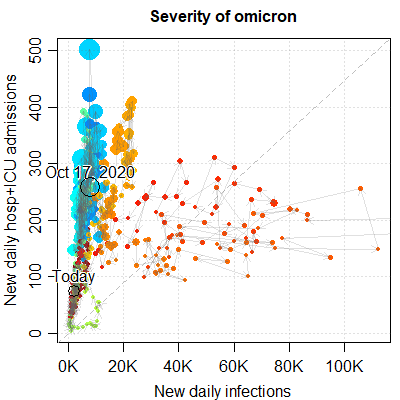 Severity of omicron
New daily hosp+ICU admissions
500
400
300
200
100
0
Oct 17, 2020
Today
0K 20K 40K 60K 80K 100K
New daily infections